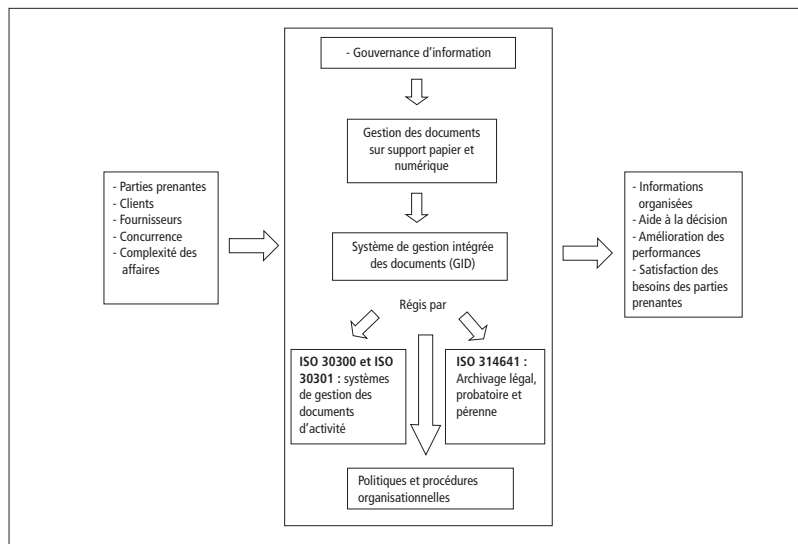 - Gouvernance d'information
Gestion des documents
sur support papier et
numérique
- Parties prenantes
- Clients
- Fournisseurs
- Concurrence
- Complexité des
affaires
Système de gestion intégrée
des documents (GID)
- Informations
organisées
- Aide à la décision
- Amélioration des
performances
- Satisfaction des
besoins des parties
prenantes
Régis par
ISO 30300 et ISO
30301 : systèmes
de gestion des
documents
d'activité
ISO 314641 :
Archivage légal,
probatoire et
pérenne
Politiques et procédures
organisationnelles